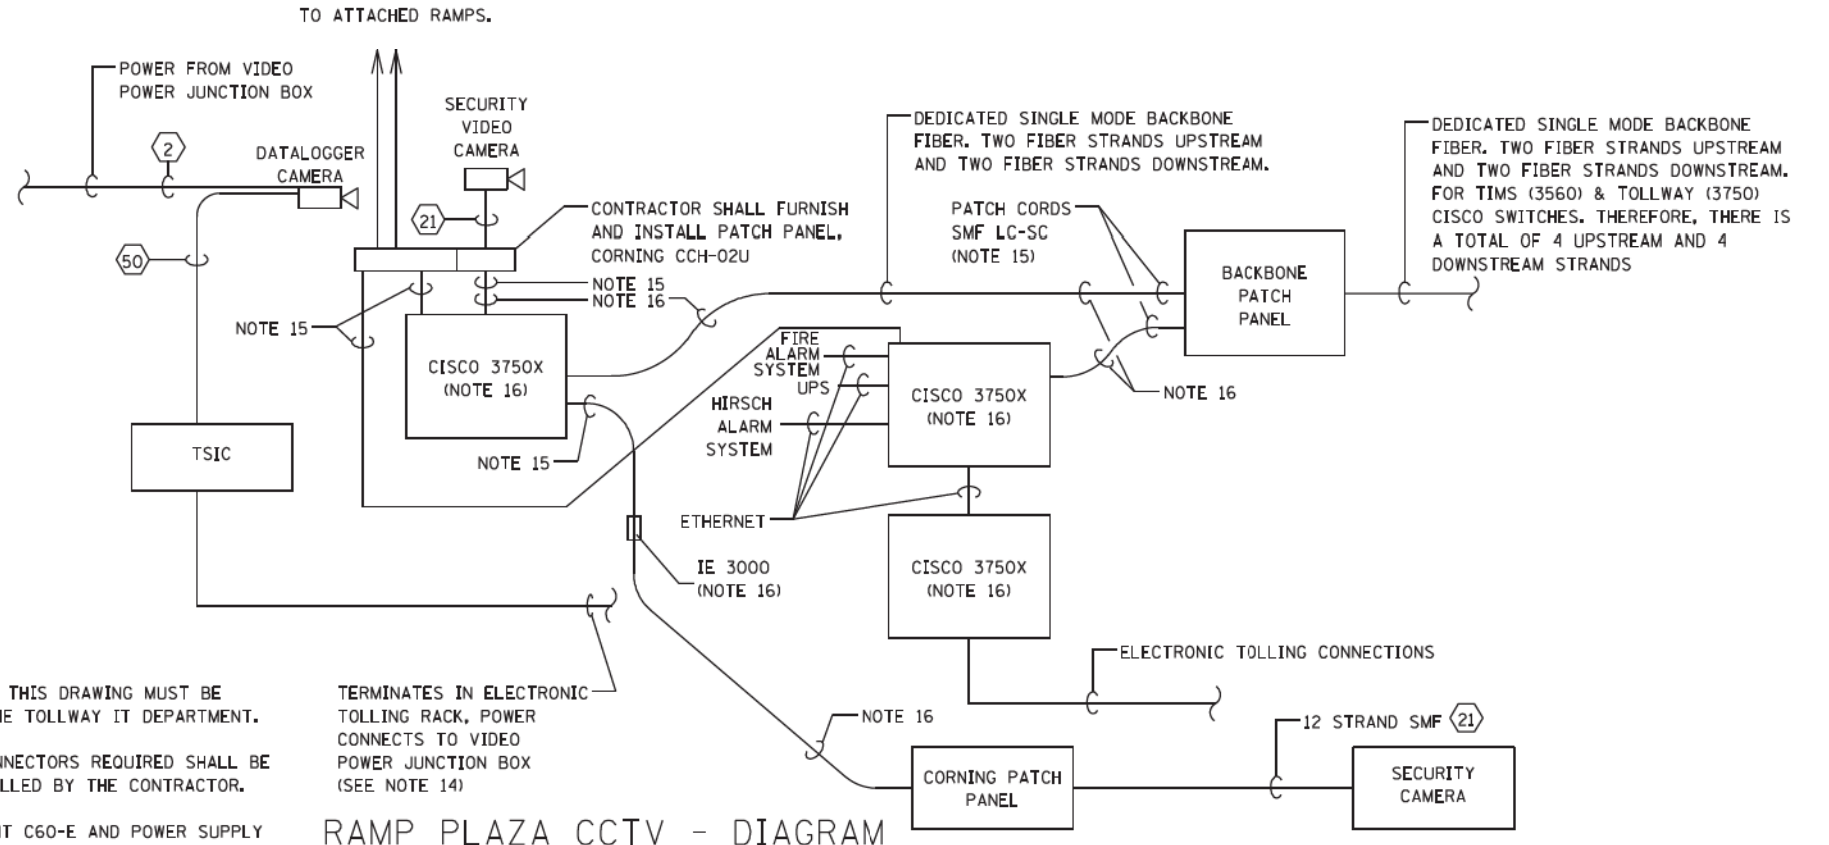 TO ATTACHED RAMPS.
POWER FROM VIDEO
POWER JUNCTION BOX
2
DATALOGGER
CAMERA
SECURITY
VIDEO
CAMERA
21
50
CONTRACTOR SHALL FURNISH
AND INSTALL PATCH PANEL,
CORNING CCH-02U
NOTE 15
NOTE 16
NOTE 15
CISCO 3750X
(NOTE 16)
NOTE 15
TSIC
DEDICATED SINGLE MODE BACKBONE
FIBER. TWO FIBER STRANDS UPSTREAM
AND TWO FIBER STRANDS DOWNSTREAM.
PATCH CORDS
SMF LC-SC
(NOTE 15)
BACKBONE
PATCH
PANEL
DEDICATED SINGLE MODE BACKBONE
FIBER. TWO FIBER STRANDS UPSTREAM
AND TWO FIBER STRANDS DOWNSTREAM.
FOR TIMS (3560) & TOLLWAY (3750)
CISCO SWITCHES. THEREFORE, THERE IS
A TOTAL OF 4 UPSTREAM AND 4
DOWNSTREAM STRANDS
FIRE
ALARM
SYSTEM
UPS
HIRSCH
ALARM
SYSTEM
CISCO 3750X
(NOTE 16)
NOTE 16
ETHERNET
IE 3000
(NOTE 16)
CISCO 3750X
(NOTE 16)
ELECTRONIC TOLLING CONNECTIONS
THIS DRAWING MUST BE
HE TOLLWAY IT DEPARTMENT.
NNECTORS REQUIRED SHALL BE
LLED BY THE CONTRACTOR.
IT C60-E AND POWER SUPPLY
TERMINATES IN ELECTRONIC
TOLLING RACK, POWER
CONNECTS TO VIDEO
POWER JUNCTION BOX
(SEE NOTE 14)
NOTE 16
12 STRAND SMF 21
CORNING PATCH
PANEL
SECURITY
CAMERA
RAMP PLAZA CCTV - DIAGRAM